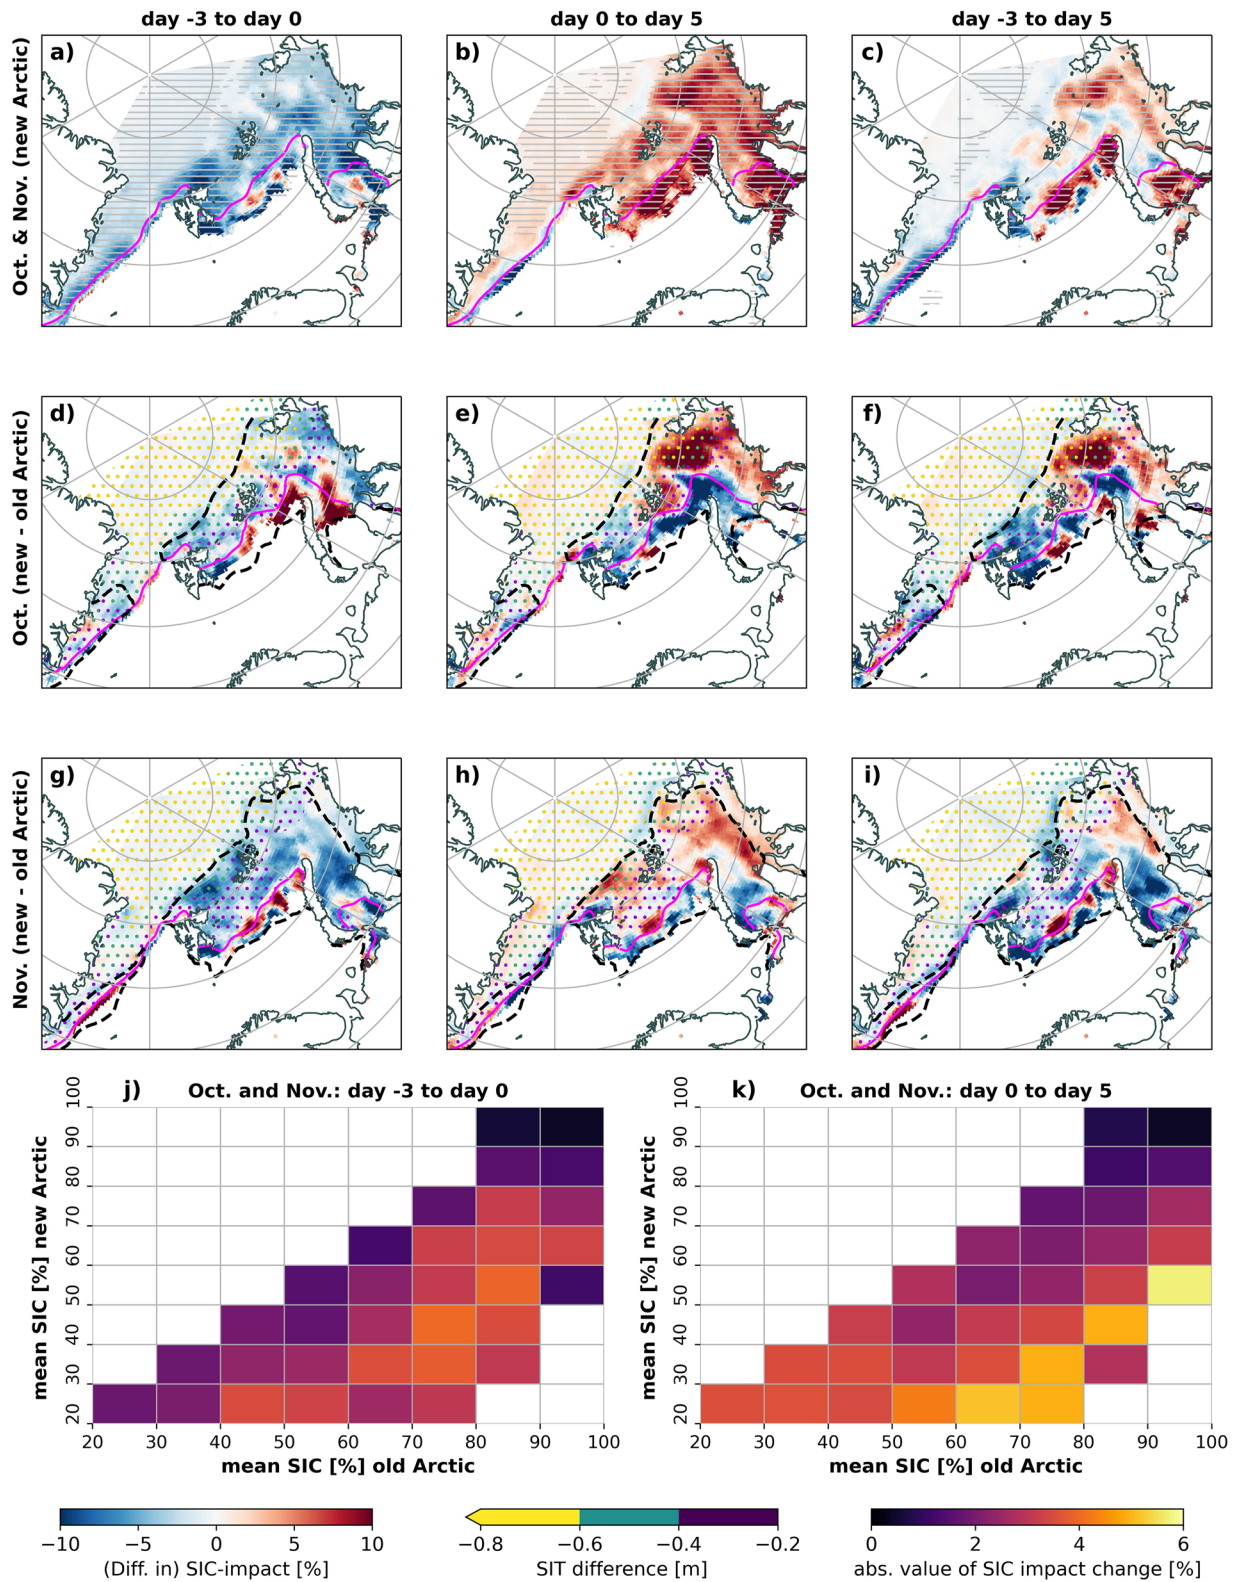 day -3 to day 0
day 0 to day 5
day -3 to day 5
Oct. & Nov. (new Arctic)
a)
b)
c)
Oct. (new - old Arctic)
d)
e)
f)
Nov. (new - old Arctic)
g)
h)
i)
j) Oct. and Nov.: day -3 to day 0
mean SIC [%] new Arctic
100
90
80
70
60
50
40
30
20
20 30 40 50 60 70 80 90 100
mean SIC [%] old Arctic
k) Oct. and Nov.: day 0 to day 5
mean SIC [%] new Arctic
100
90
80
70
60
50
40
30
20
20 30 40 50 60 70 80 90 100
mean SIC [%] old Arctic
−10 −5 0 5 10
(Diff. in) SIC-impact [%]
−0.8 −0.6 −0.4 −0.2
SIT difference [m]
0 2 4 6
abs. value of SIC impact change [%]